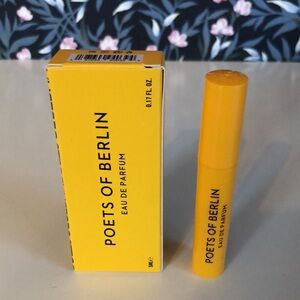 POETS OF BERLIN
EAU DE PARFUM
5ML e
0.17 FL. OZ.
POETS OF BERLIN
EAU DE PARFUM